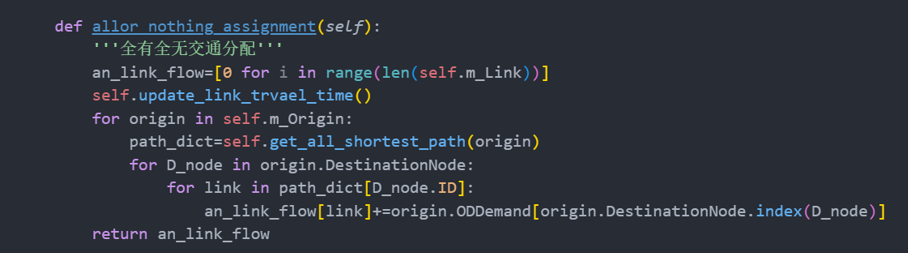 def allor_nothing_assignment(self):
'''全有全无交通分配'''
an_link_flow=[0 for i in range(len(self.m_Link))]
self.update_link_trvael_time()
for origin in self.m_Origin:
path_dict=self.get_all_shortest_path(origin)
for D_node in origin.DestinationNode:
for link in path_dict[D_node.ID]:
an_link_flow[link]+=origin.ODDemand[origin.DestinationNode.index(D_node)]
return an_link_flow